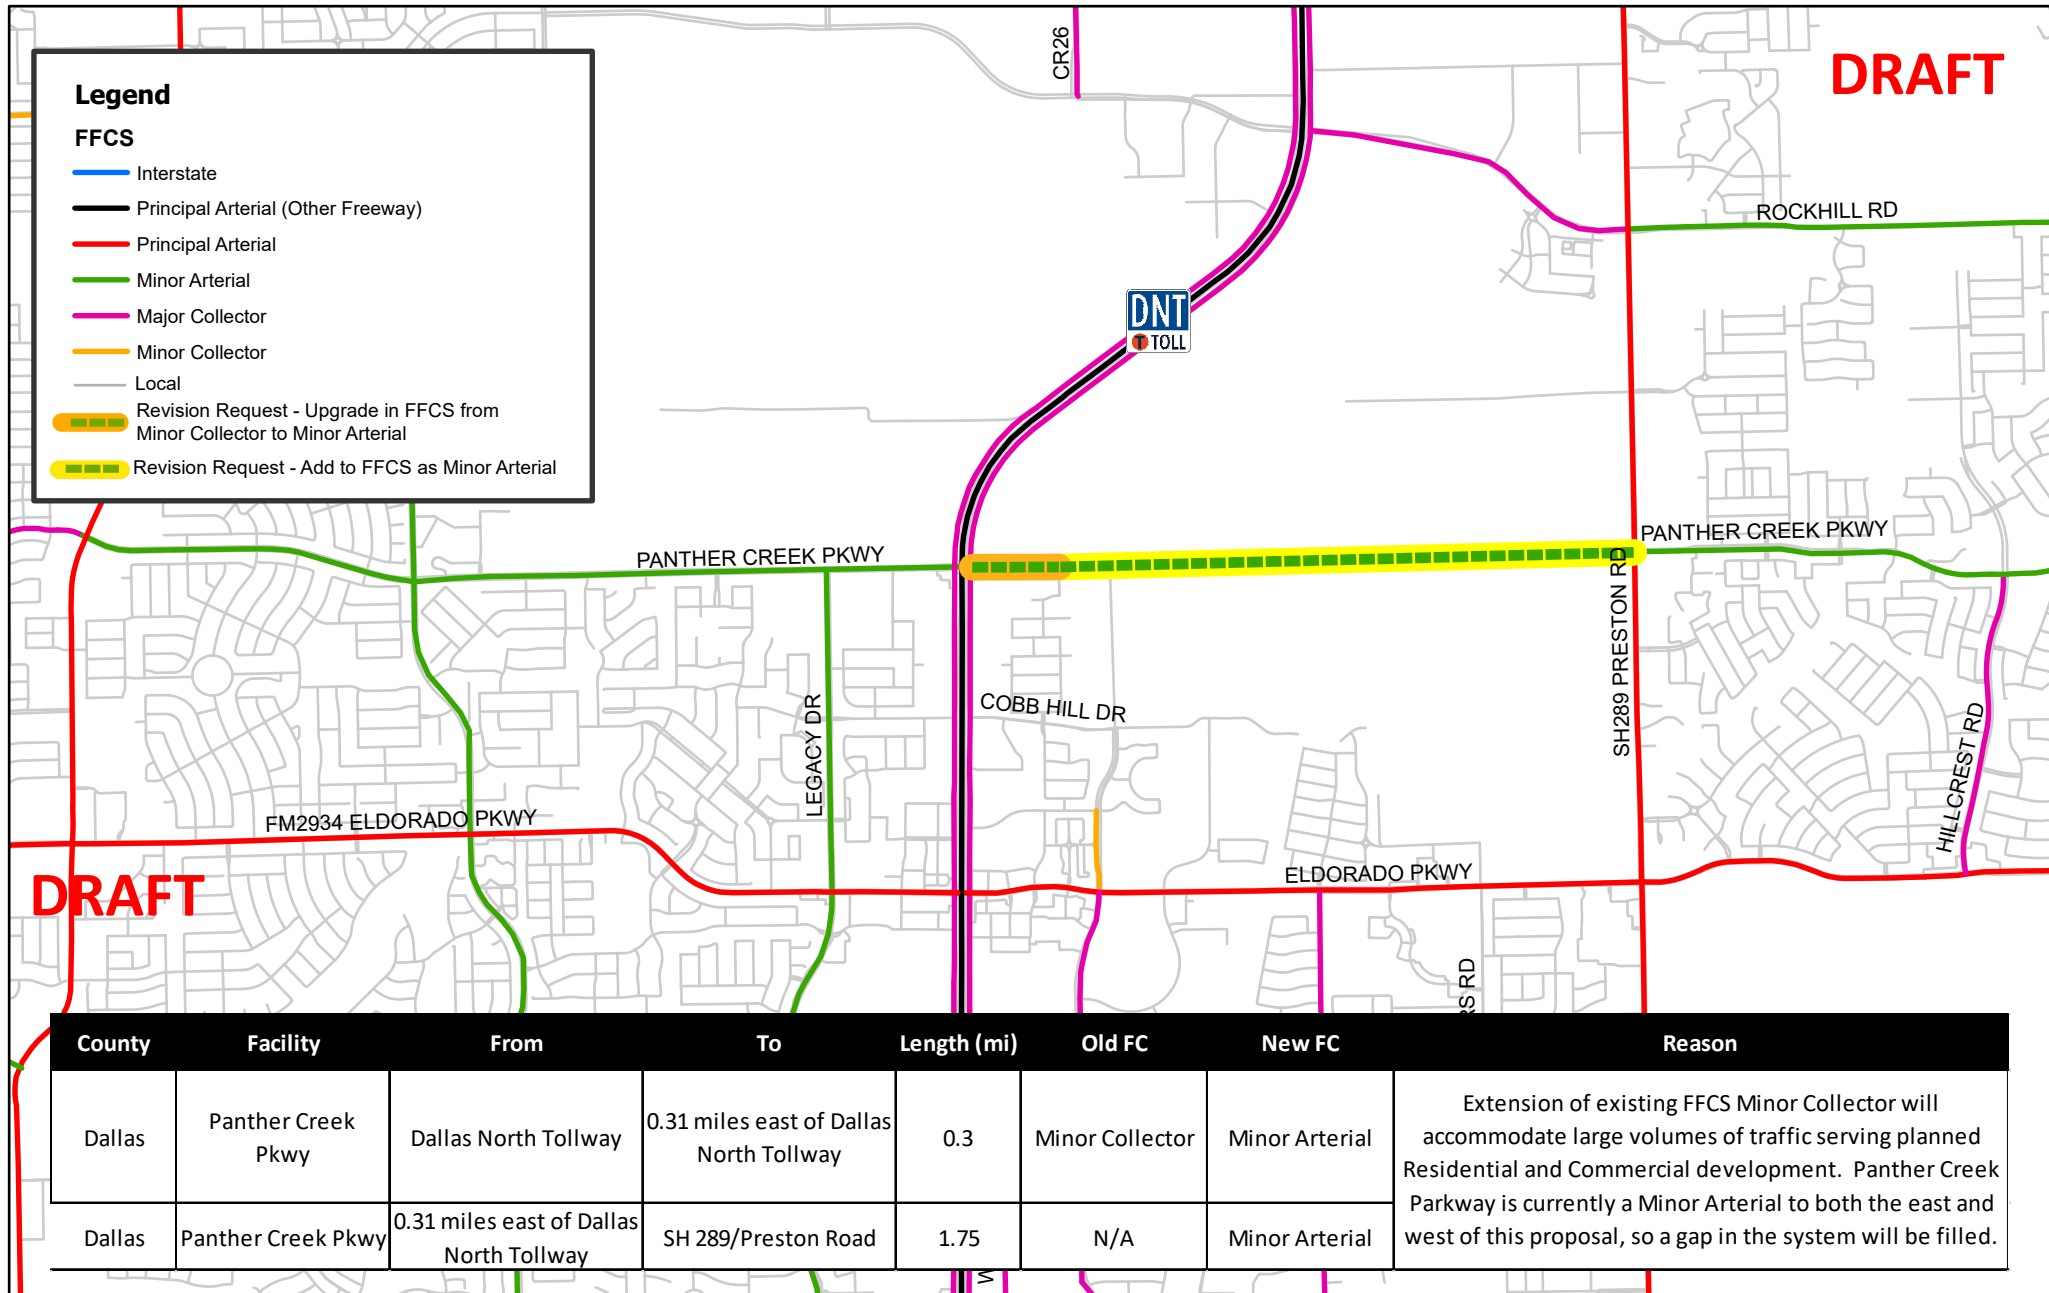 DRAFT
CR26
Legend
FFCS
Interstate
Principal Arterial (Other Freeway)
Principal Arterial
Minor Arterial
Major Collector
Minor Collector
Local
Revision Request - Upgrade in FFCS from
Minor Collector to Minor Arterial
Revision Request - Add to FFCS as Minor Arterial
ROCKHILL RD
DNT
T TOLL
PANTHER CREEK PKWY
PANTHER CREEK PKWY
SH289 PRESTON RD
LEGACY DR
COBB HILL DR
HILLCREST RD
FM2934 ELDORADO PKWY
ELDORADO PKWY
DRAFT
RS RD
County Facility From To Length (mi) Old FC New FC Reason
Dallas
Panther Creek
Pkwy
Dallas North Tollway
0.31 miles east of Dallas
North Tollway
0.3
Minor Collector
Minor Arterial
Extension of existing FFCS Minor Collector will
accommodate large volumes of traffic serving planned
Residential and Commercial development. Panther Creek
Parkway is currently a Minor Arterial to both the east and
west of this proposal, so a gap in the system will be filled.
Dallas
Panther Creek Pkwy
0.31 miles east of Dallas
North Tollway
SH 289/Preston Road
1.75
N/A
Minor Arterial